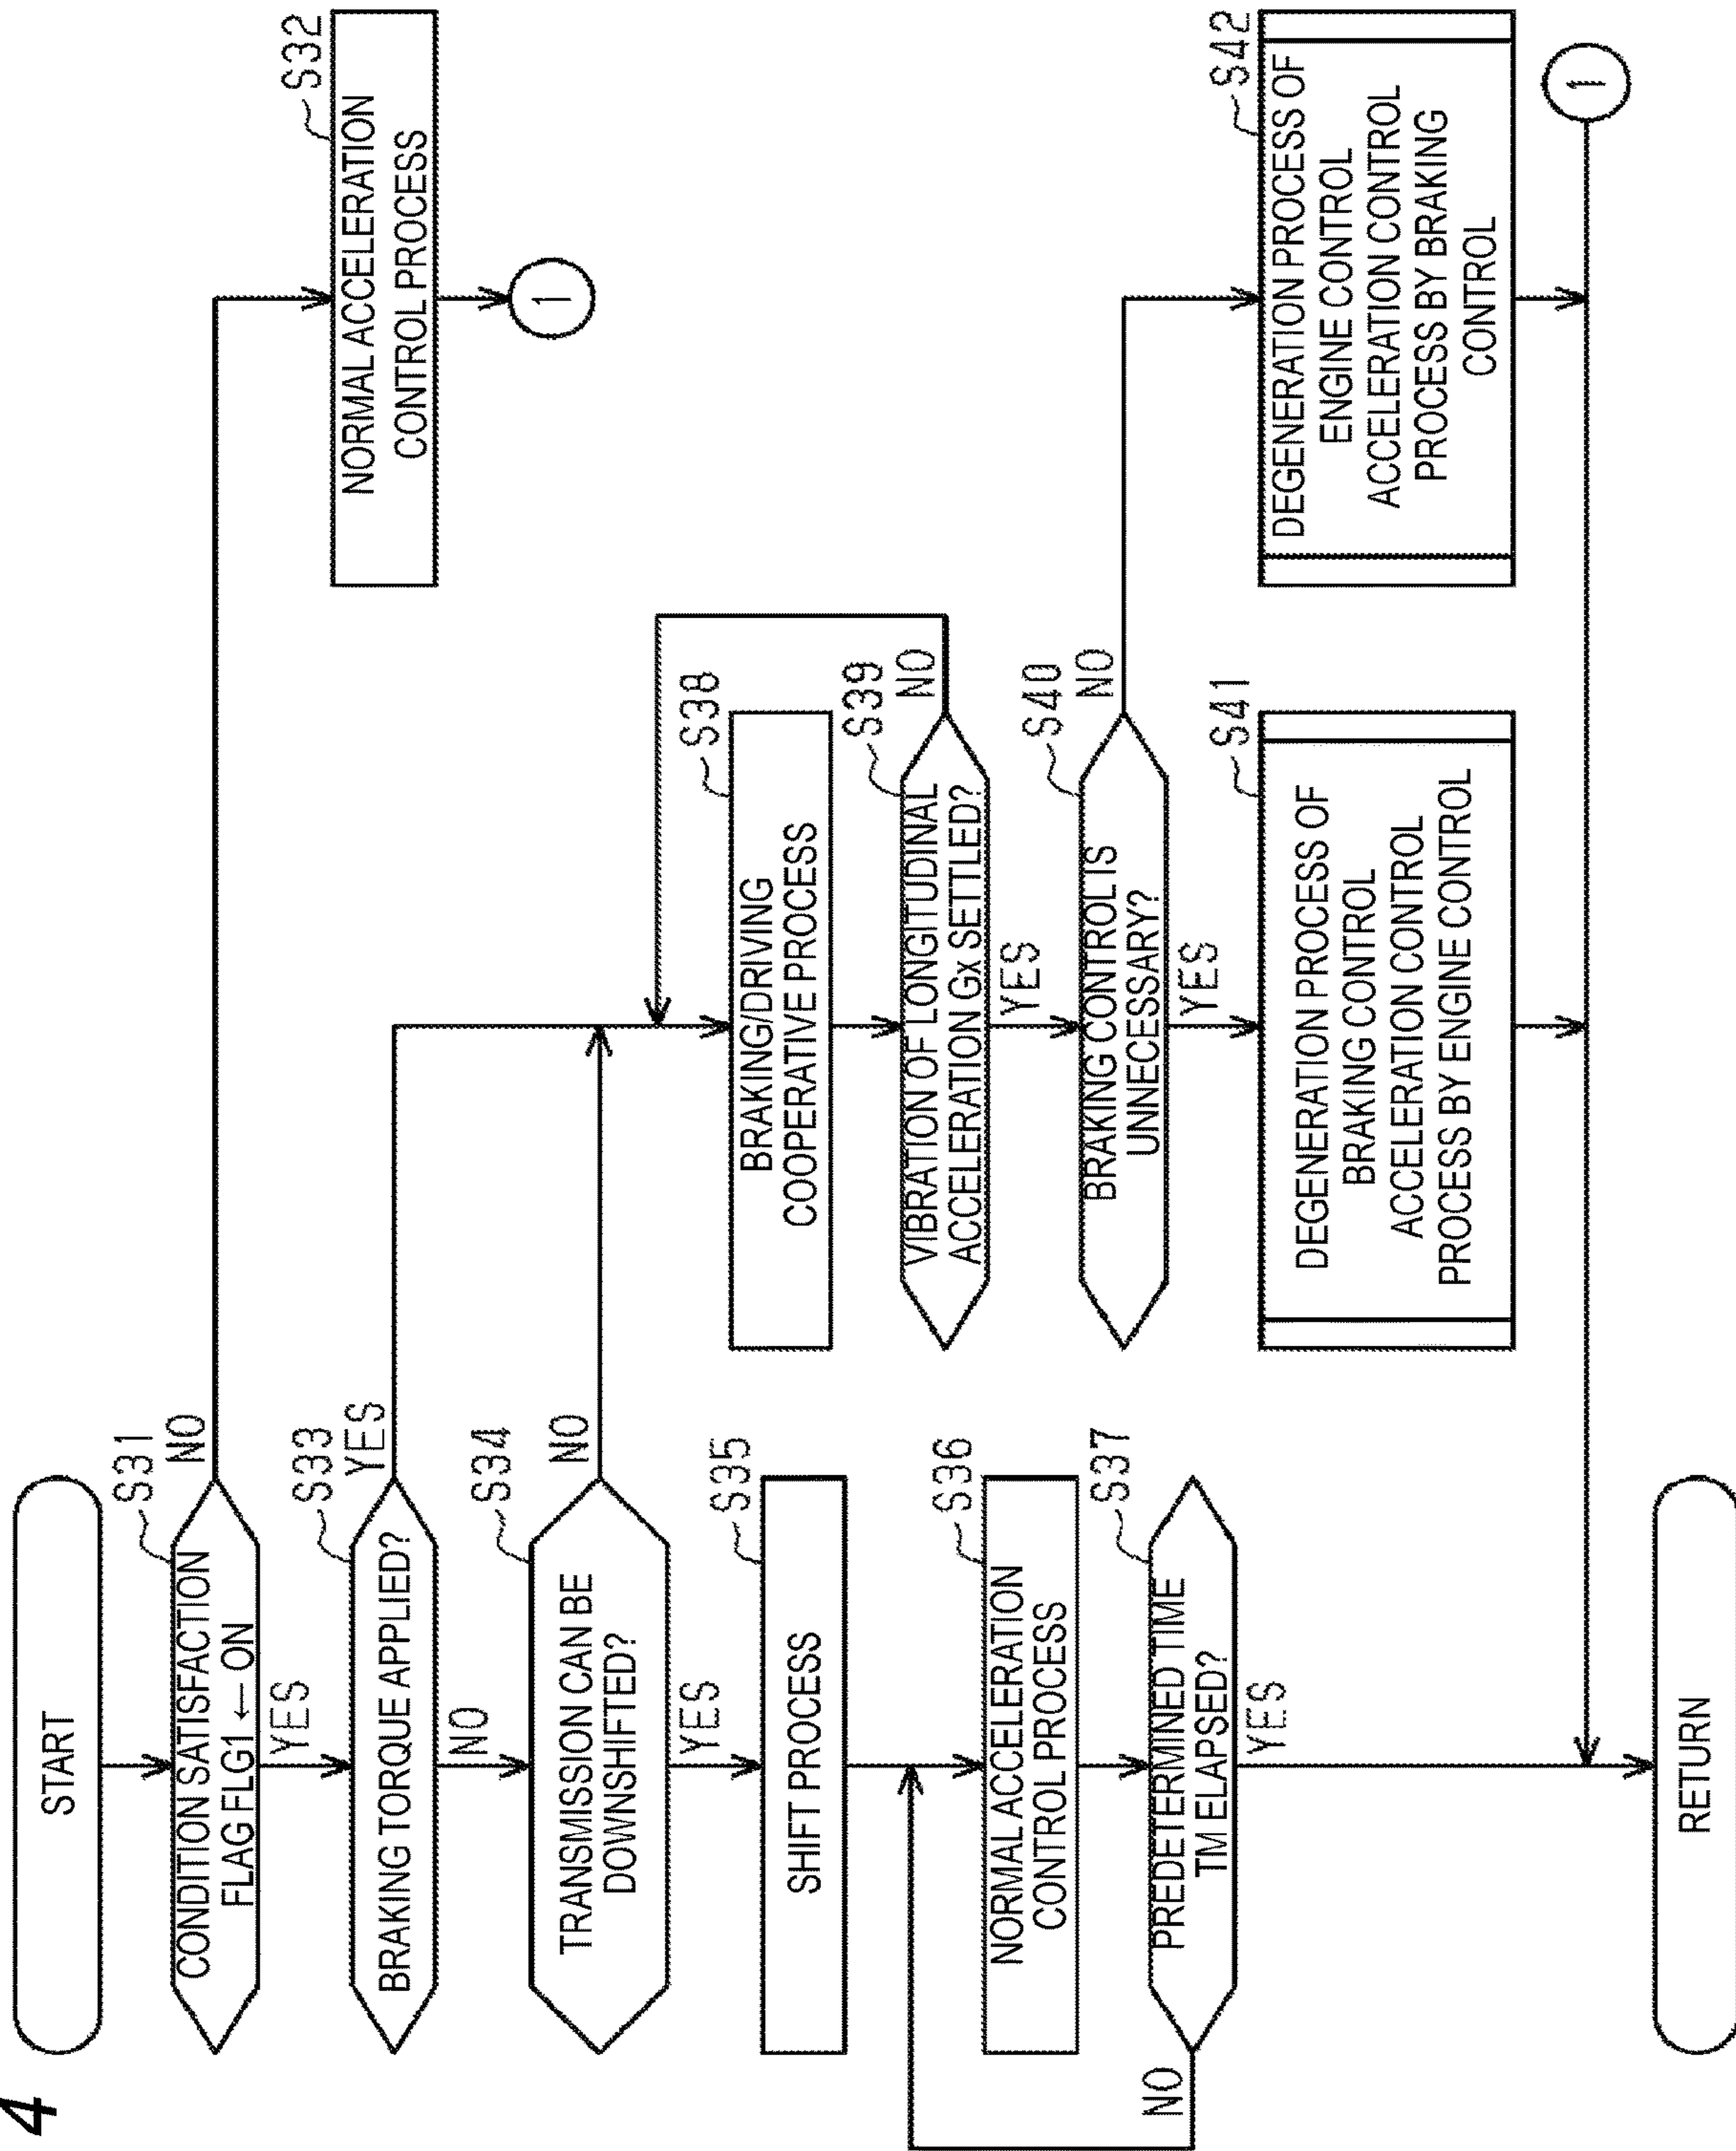 4
START
S31
CONDITION SATISFACTION
FLAG FLG1 ← ON
NO
YES
S32
NORMAL ACCELERATION
CONTROL PROCESS
1
S33
BRAKING TORQUE APPLIED?
YES
NO
S34
TRANSMISSION CAN BE
DOWNSHIFTED?
NO
YES
S35
SHIFT PROCESS
S36
NORMAL ACCELERATION
CONTROL PROCESS
S37
PREDETERMINED TIME
TM ELAPSED?
NO
YES
S38
BRAKING/DRIVING
COOPERATIVE PROCESS
S39
VIBRATION OF LONGITUDINAL
ACCELERATION Gx SETTLED?
NO
YES
S40
BRAKING CONTROL IS
UNNECESSARY?
NO
YES
S41
DEGENERATION PROCESS OF
BRAKING CONTROL
ACCELERATION CONTROL
PROCESS BY ENGINE CONTROL
S42
DEGENERATION PROCESS OF
ENGINE CONTROL
ACCELERATION CONTROL
PROCESS BY BRAKING
CONTROL
1
RETURN